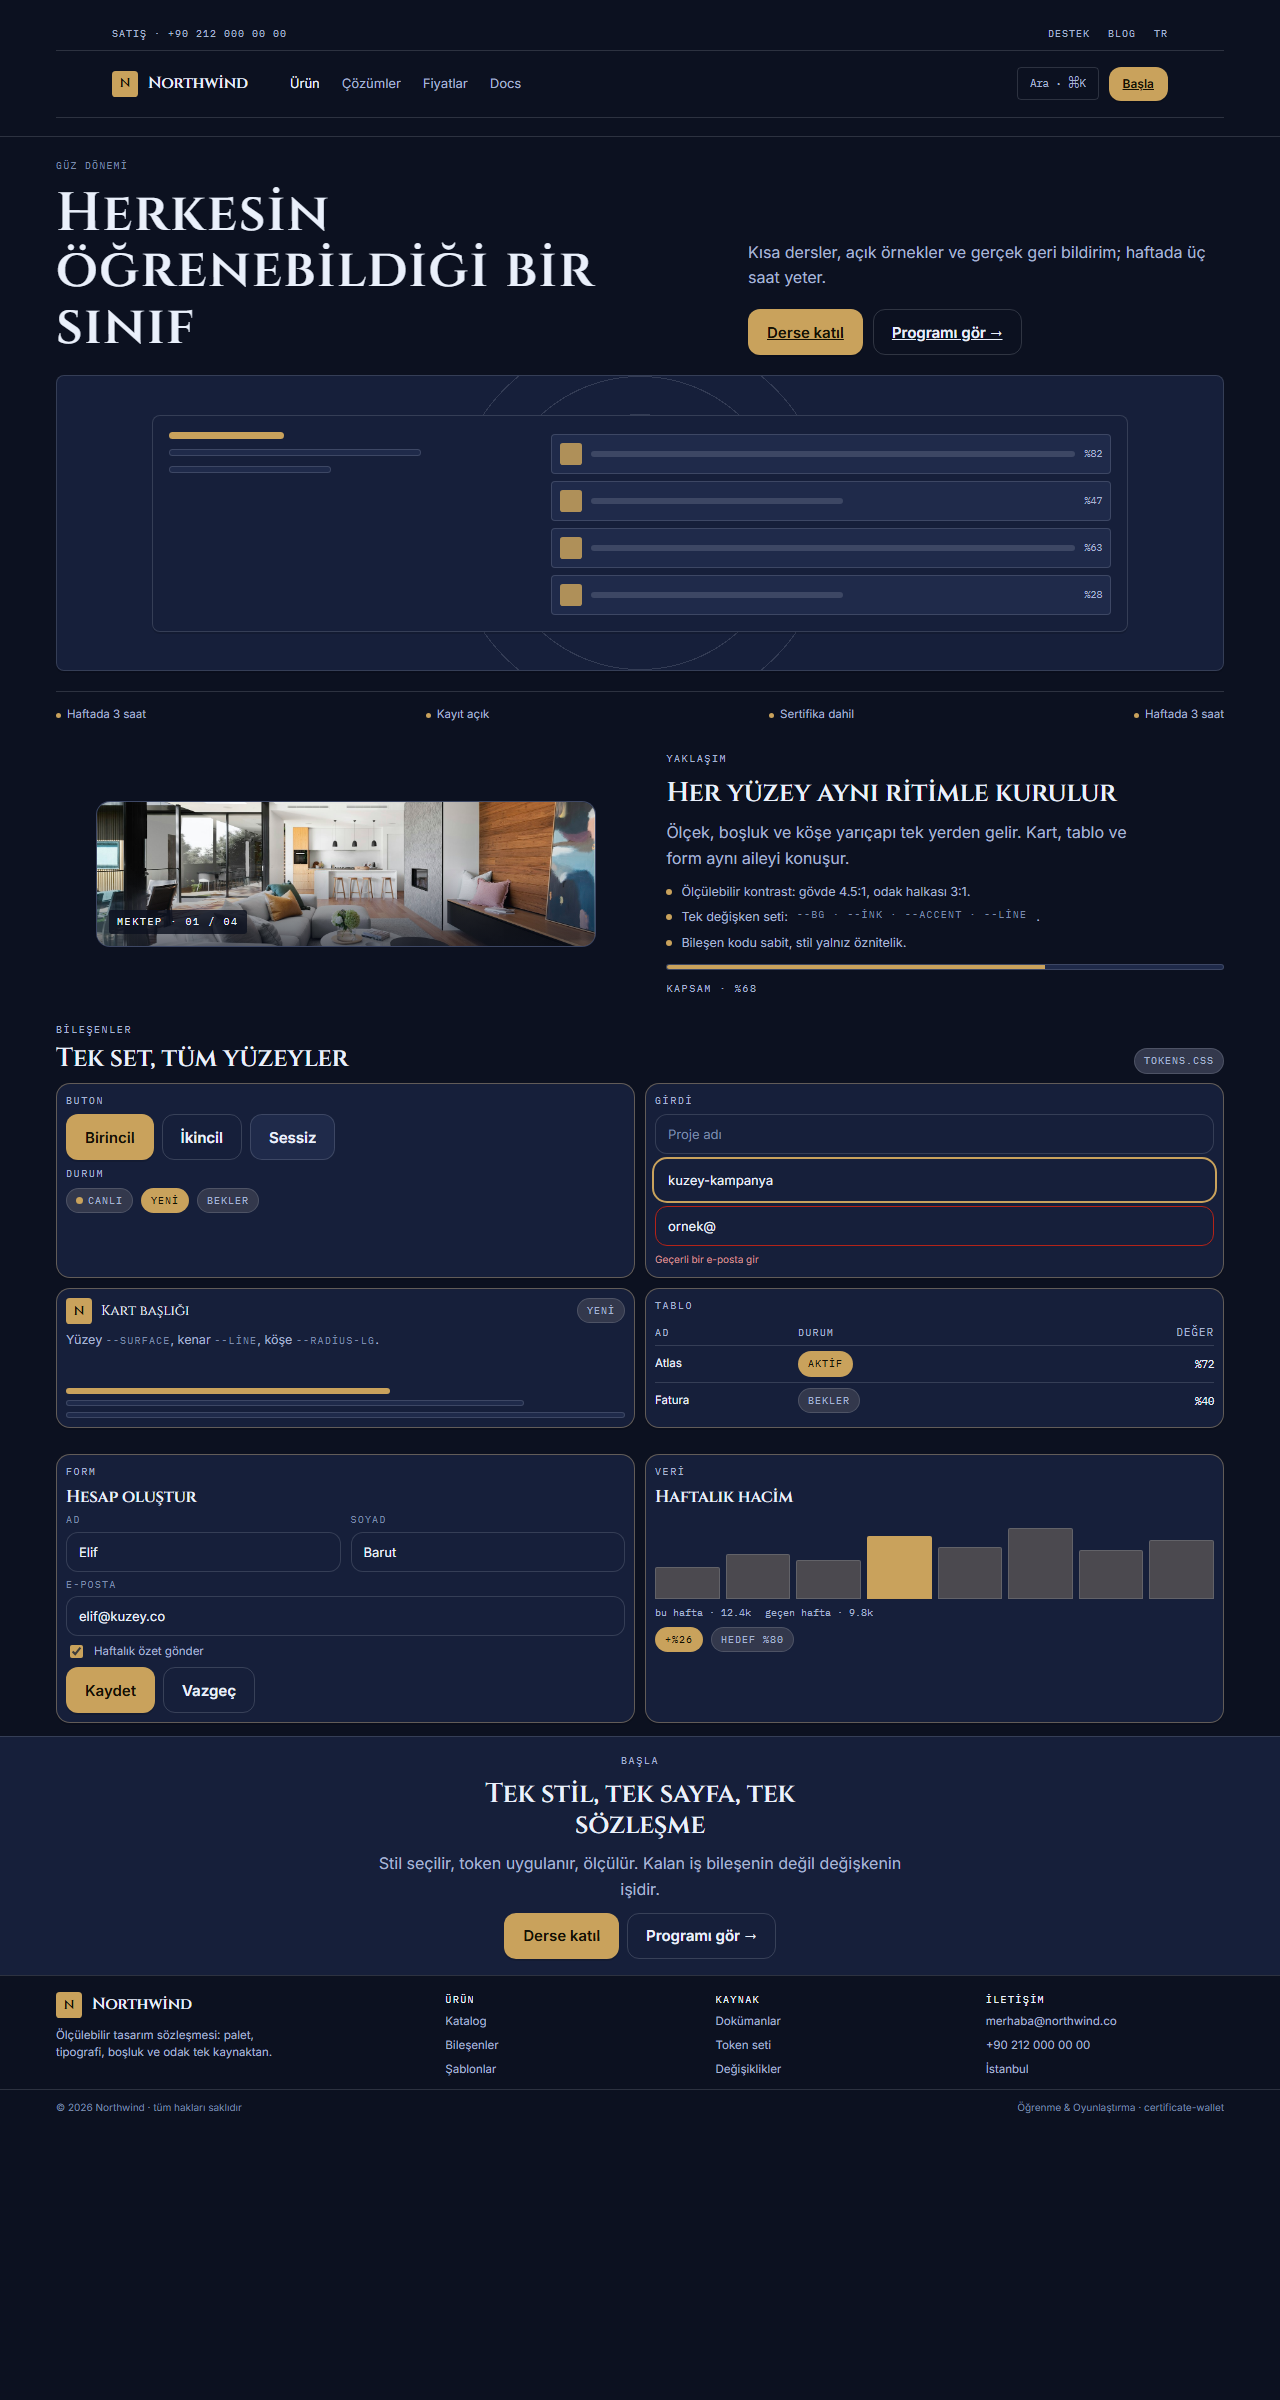 SATIŞ · +90 212 000 00 00
DESTEK BLOG TR
N NORTHWİND Ürün Çözümler Fiyatlar Docs Ara · ⌘K Başla
GÜZ DÖNEMİ
HERKESİN
ÖĞRENEBİLDİĞİ BİR
SINIF
Kısa dersler, açık örnekler ve gerçek geri bildirim; haftada üç
saat yeter.
Derse katıl Programı gör →
%82
%47
%63
%28
Haftada 3 saat Kayıt açık Sertifika dahil Haftada 3 saat
MEKTEP · 01 / 04
YAKLAŞIM
HER YÜZEY AYNI RİTİMLE KURULUR
Ölçek, boşluk ve köşe yarıçapı tek yerden gelir. Kart, tablo ve
form aynı aileyi konuşur.
Ölçülebilir kontrast: gövde 4.5:1, odak halkası 3:1.
Tek değişken seti: --BG · --İNK · --ACCENT · --LİNE .
Bileşen kodu sabit, stil yalnız öznitelik.
KAPSAM · %68
BİLEŞENLER
TEK SET, TÜM YÜZEYLER
TOKENS.CSS
BUTON
Birincil İkincil Sessiz
DURUM
CANLI YENİ BEKLER
GİRDİ
Proje adı
kuzey-kampanya
ornek@
Geçerli bir e-posta gir
N KART BAŞLIĞI YENİ
Yüzey --SURFACE, kenar --LİNE, köşe --RADİUS-LG.
TABLO
AD DURUM DEĞER
Atlas AKTİF %72
Fatura BEKLER %40
FORM
HESAP OLUŞTUR
AD SOYAD
Elif Barut
E-POSTA
elif@kuzey.co
Haftalık özet gönder
Kaydet Vazgeç
VERİ
HAFTALIK HACİM
bu hafta · 12.4k geçen hafta · 9.8k
+%26 HEDEF %80
BAŞLA
TEK STİL, TEK SAYFA, TEK
SÖZLEŞME
Stil seçilir, token uygulanır, ölçülür. Kalan iş bileşenin değil değişkenin
işidir.
Derse katıl Programı gör →
N NORTHWİND
Ölçülebilir tasarım sözleşmesi: palet,
tipografi, boşluk ve odak tek kaynaktan.
ÜRÜN
Katalog
Bileşenler
Şablonlar
KAYNAK
Dokümanlar
Token seti
Değişiklikler
İLETİŞİM
merhaba@northwind.co
+90 212 000 00 00
İstanbul
© 2026 Northwind · tüm hakları saklıdır
Öğrenme & Oyunlaştırma · certificate-wallet